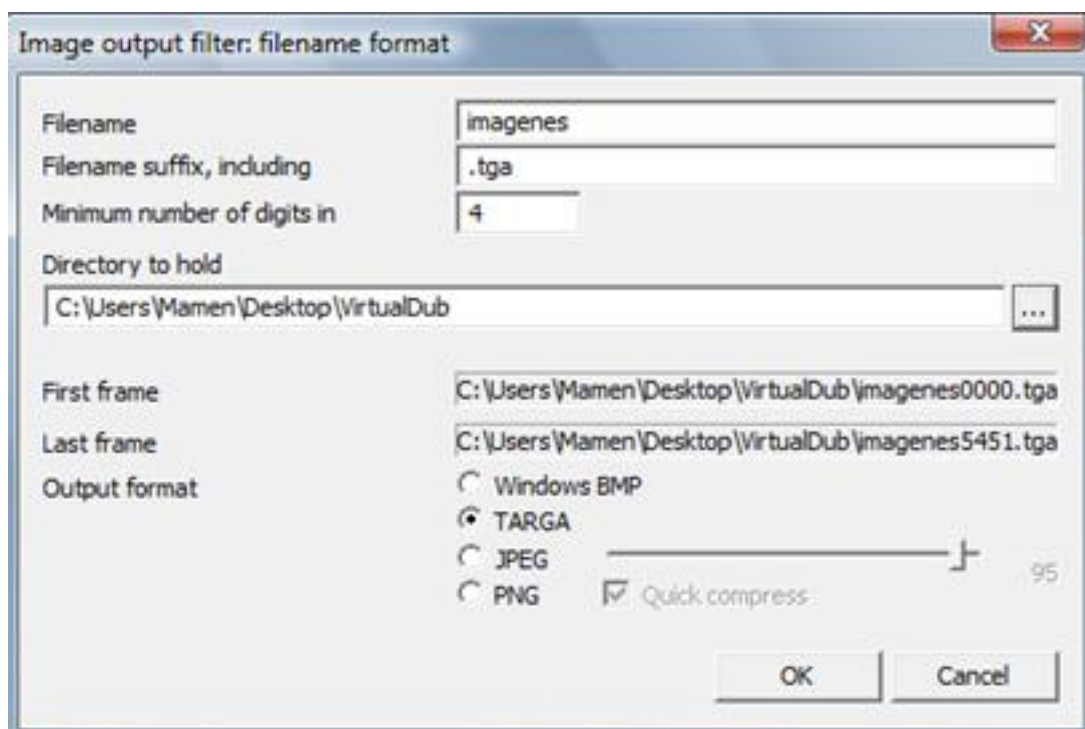 Image output filter: filename format
Filename imagenes
Filename suffix, including .tga
Minimum number of digits in 4
Directory to hold
C:\Users\Mamen\Desktop\VirtualDub ...
First frame C:\Users\Mamen\Desktop\VirtualDub\imagenes0000.tga
Last frame C:\Users\Mamen\Desktop\VirtualDub\imagenes5451.tga
Output format Windows BMP
TARGA
JPEG 95
PNG Quick compress
OK Cancel